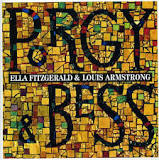 PORGY
ELLA FITZGERALD & LOUIS ARMSTRONG
& BESS